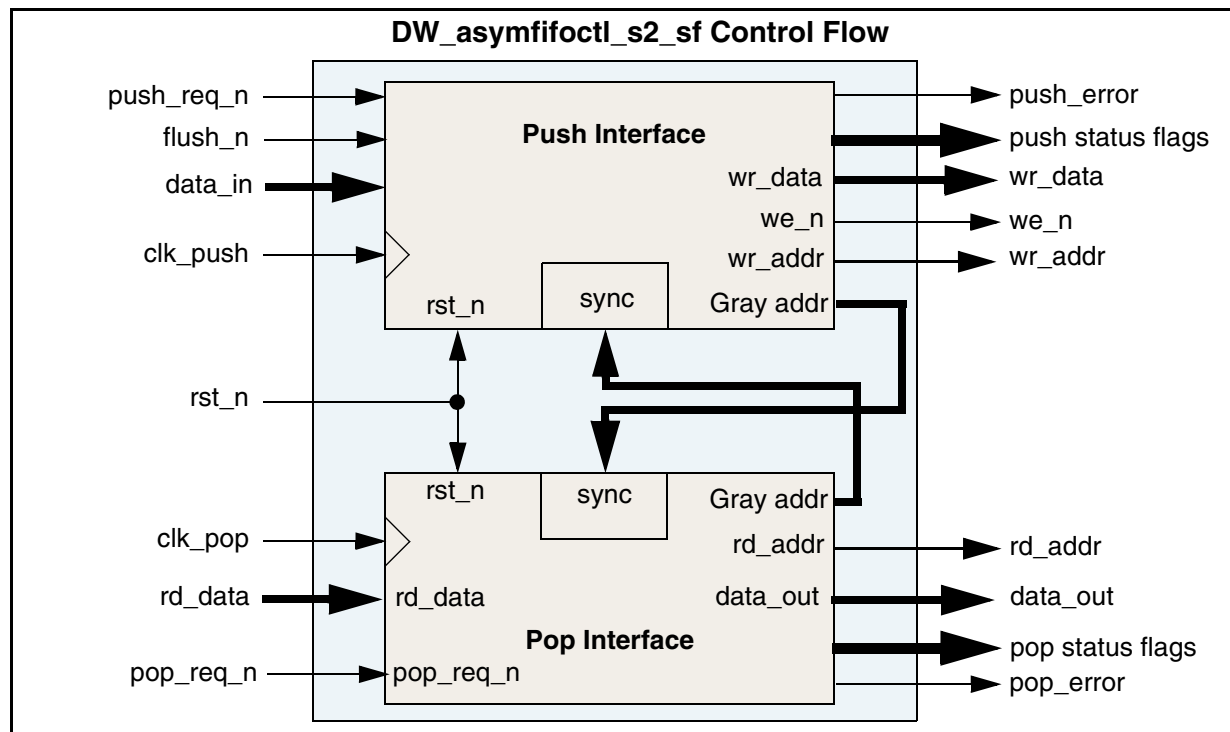 DW_asymfifoctl_s2_sf Control Flow
push_req_n
flush_n
data_in
clk_push
rst_n
clk_pop
rd_data
pop_req_n
Push Interface
wr_data
we_n
wr_addr
Gray addr
rst_n
sync
rst_n
sync
Gray addr
rd_addr
rd_data
data_out
Pop Interface
pop_req_n
push_error
push status flags
wr_data
we_n
wr_addr
rd_addr
data_out
pop status flags
pop_error